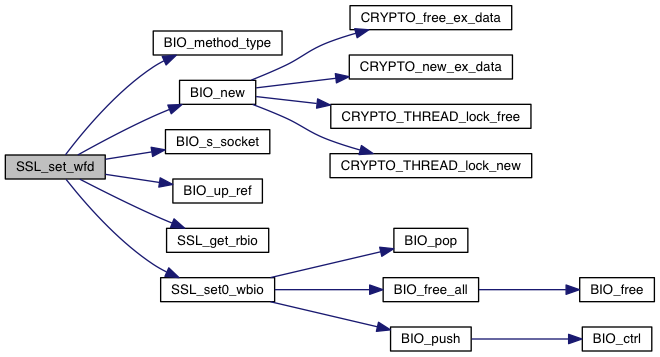 CRYPTO_free_ex_data
BIO_method_type
CRYPTO_new_ex_data
BIO_new
CRYPTO_THREAD_lock_free
BIO_s_socket
CRYPTO_THREAD_lock_new
SSL_set_wfd
BIO_up_ref
SSL_get_rbio
BIO_pop
SSL_set0_wbio
BIO_free_all
BIO_free
BIO_push
BIO_ctrl